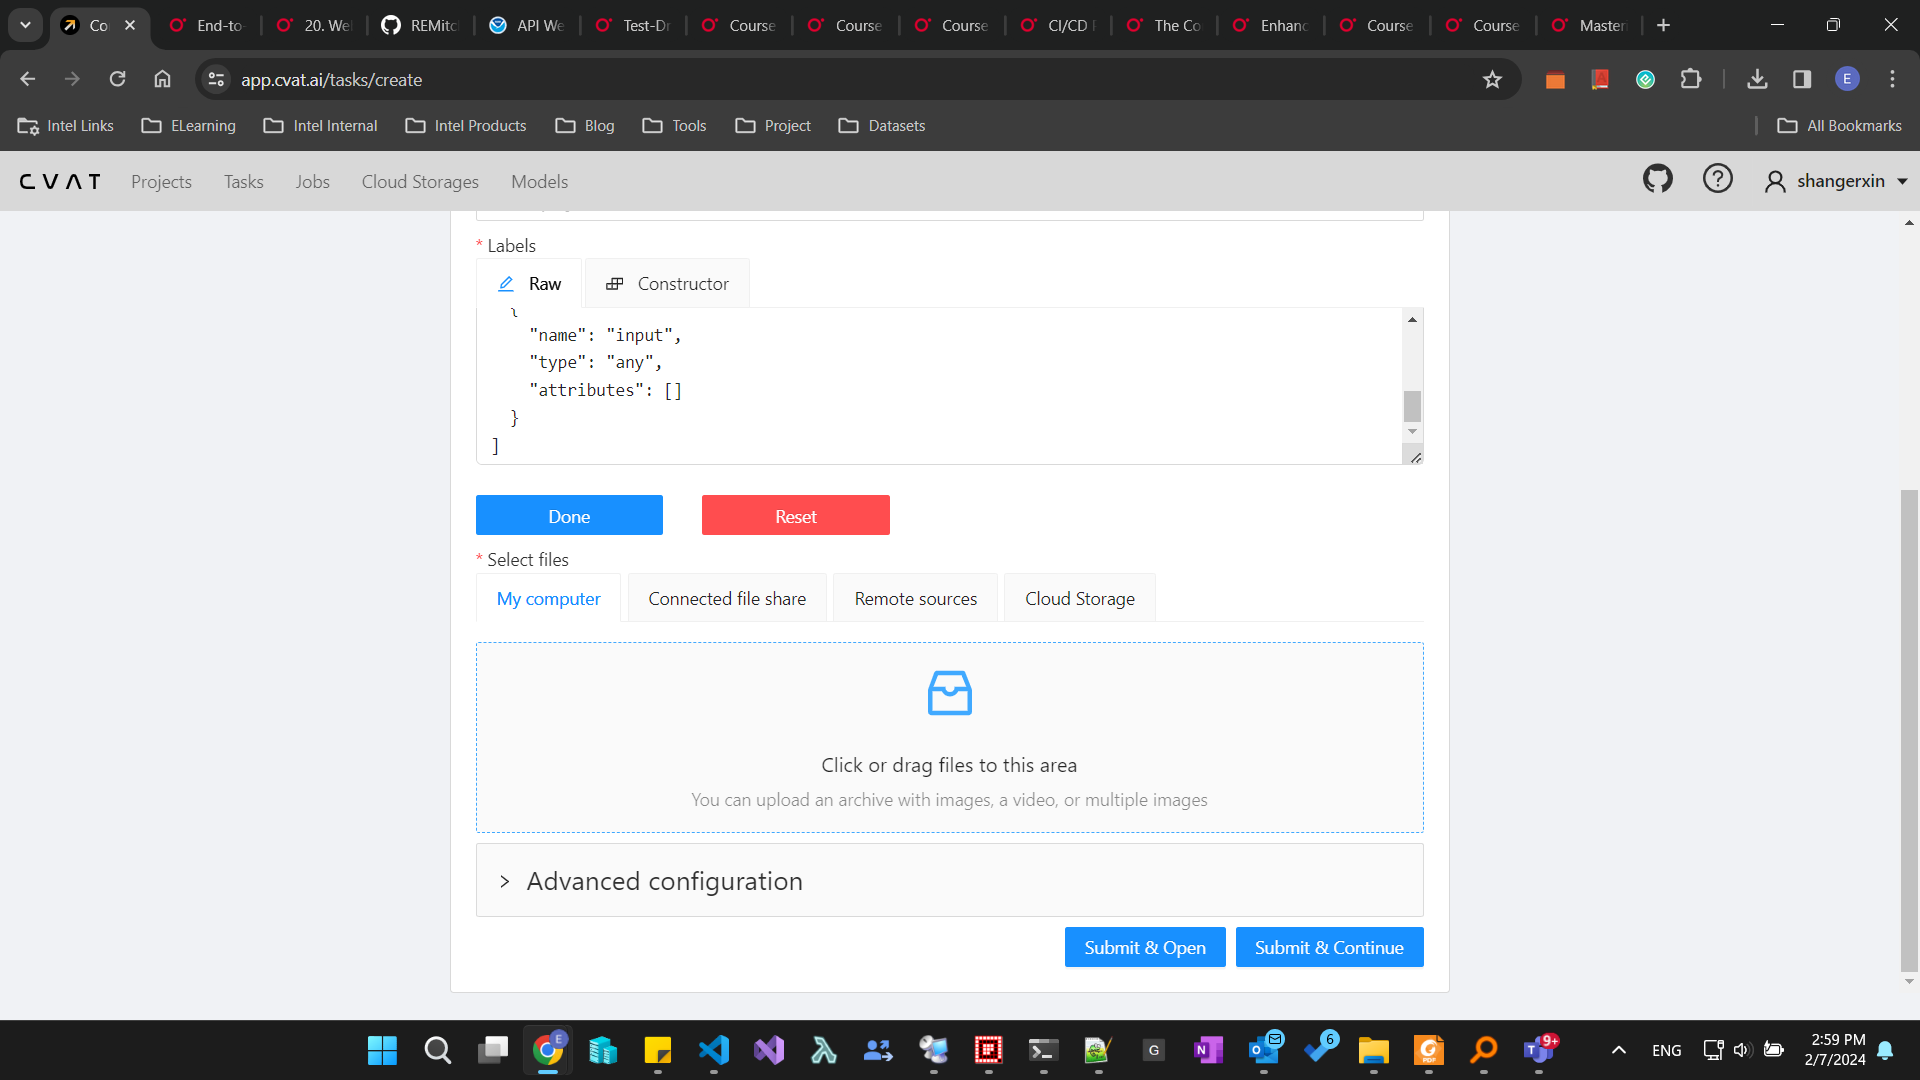 Co
End-to-
20. Wel
REMitc
API We
Test-Dr
Course
Course
Course
CI/CD P
The Co
Enhanc
Course
Course
Master
app.cvat.ai/tasks/create
E
Intel Links
ELearning
Intel Internal
Intel Products
Blog
Tools
Project
Datasets
All Bookmarks
CVAT
Projects
Tasks
Jobs
Cloud Storages
Models
shangerxin
* Labels
Raw
Constructor
{
"name": "input",
"type": "any",
"attributes": []
}
]
Done
Reset
* Select files
My computer
Connected file share
Remote sources
Cloud Storage
Click or drag files to this area
You can upload an archive with images, a video, or multiple images
> Advanced configuration
Submit & Open
Submit & Continue
E
G
6
9+
ENG
2:59 PM
2/7/2024